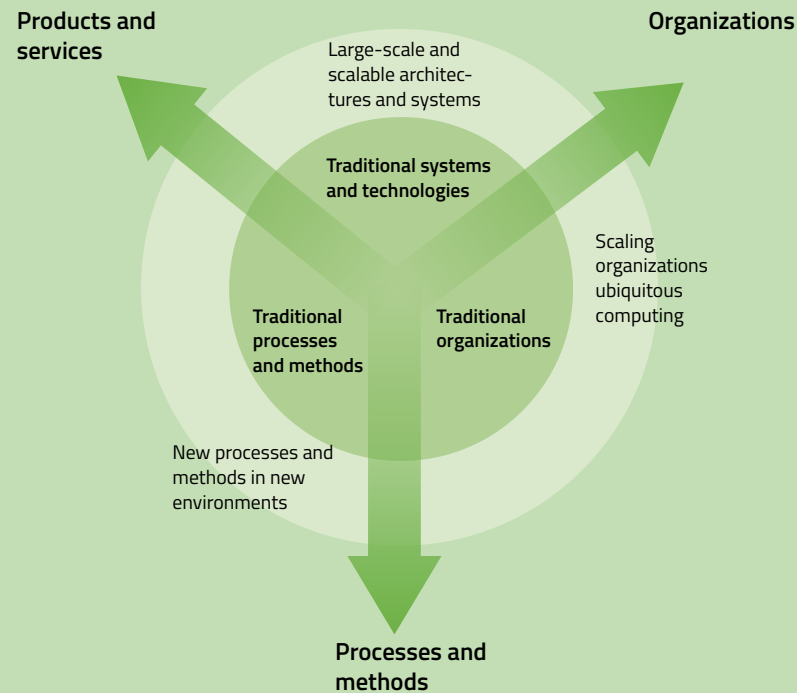 Products and
services
Organizations
Large-scale and
scalable architec-
tures and systems
Traditional systems
and technologies
Scaling
organizations
ubiquitous
computing
Traditional
processes
and methods
Traditional
organizations
New processes and
methods in new
environments
Processes and
methods